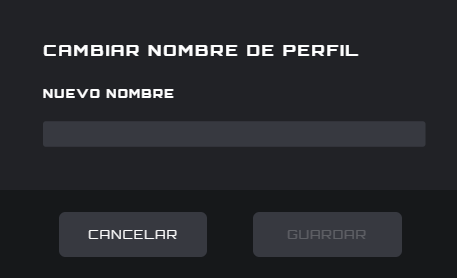 CAMBIAR NOMBRE DE PERFIL
NUEVO NOMBRE
CANCELAR GUARDAR